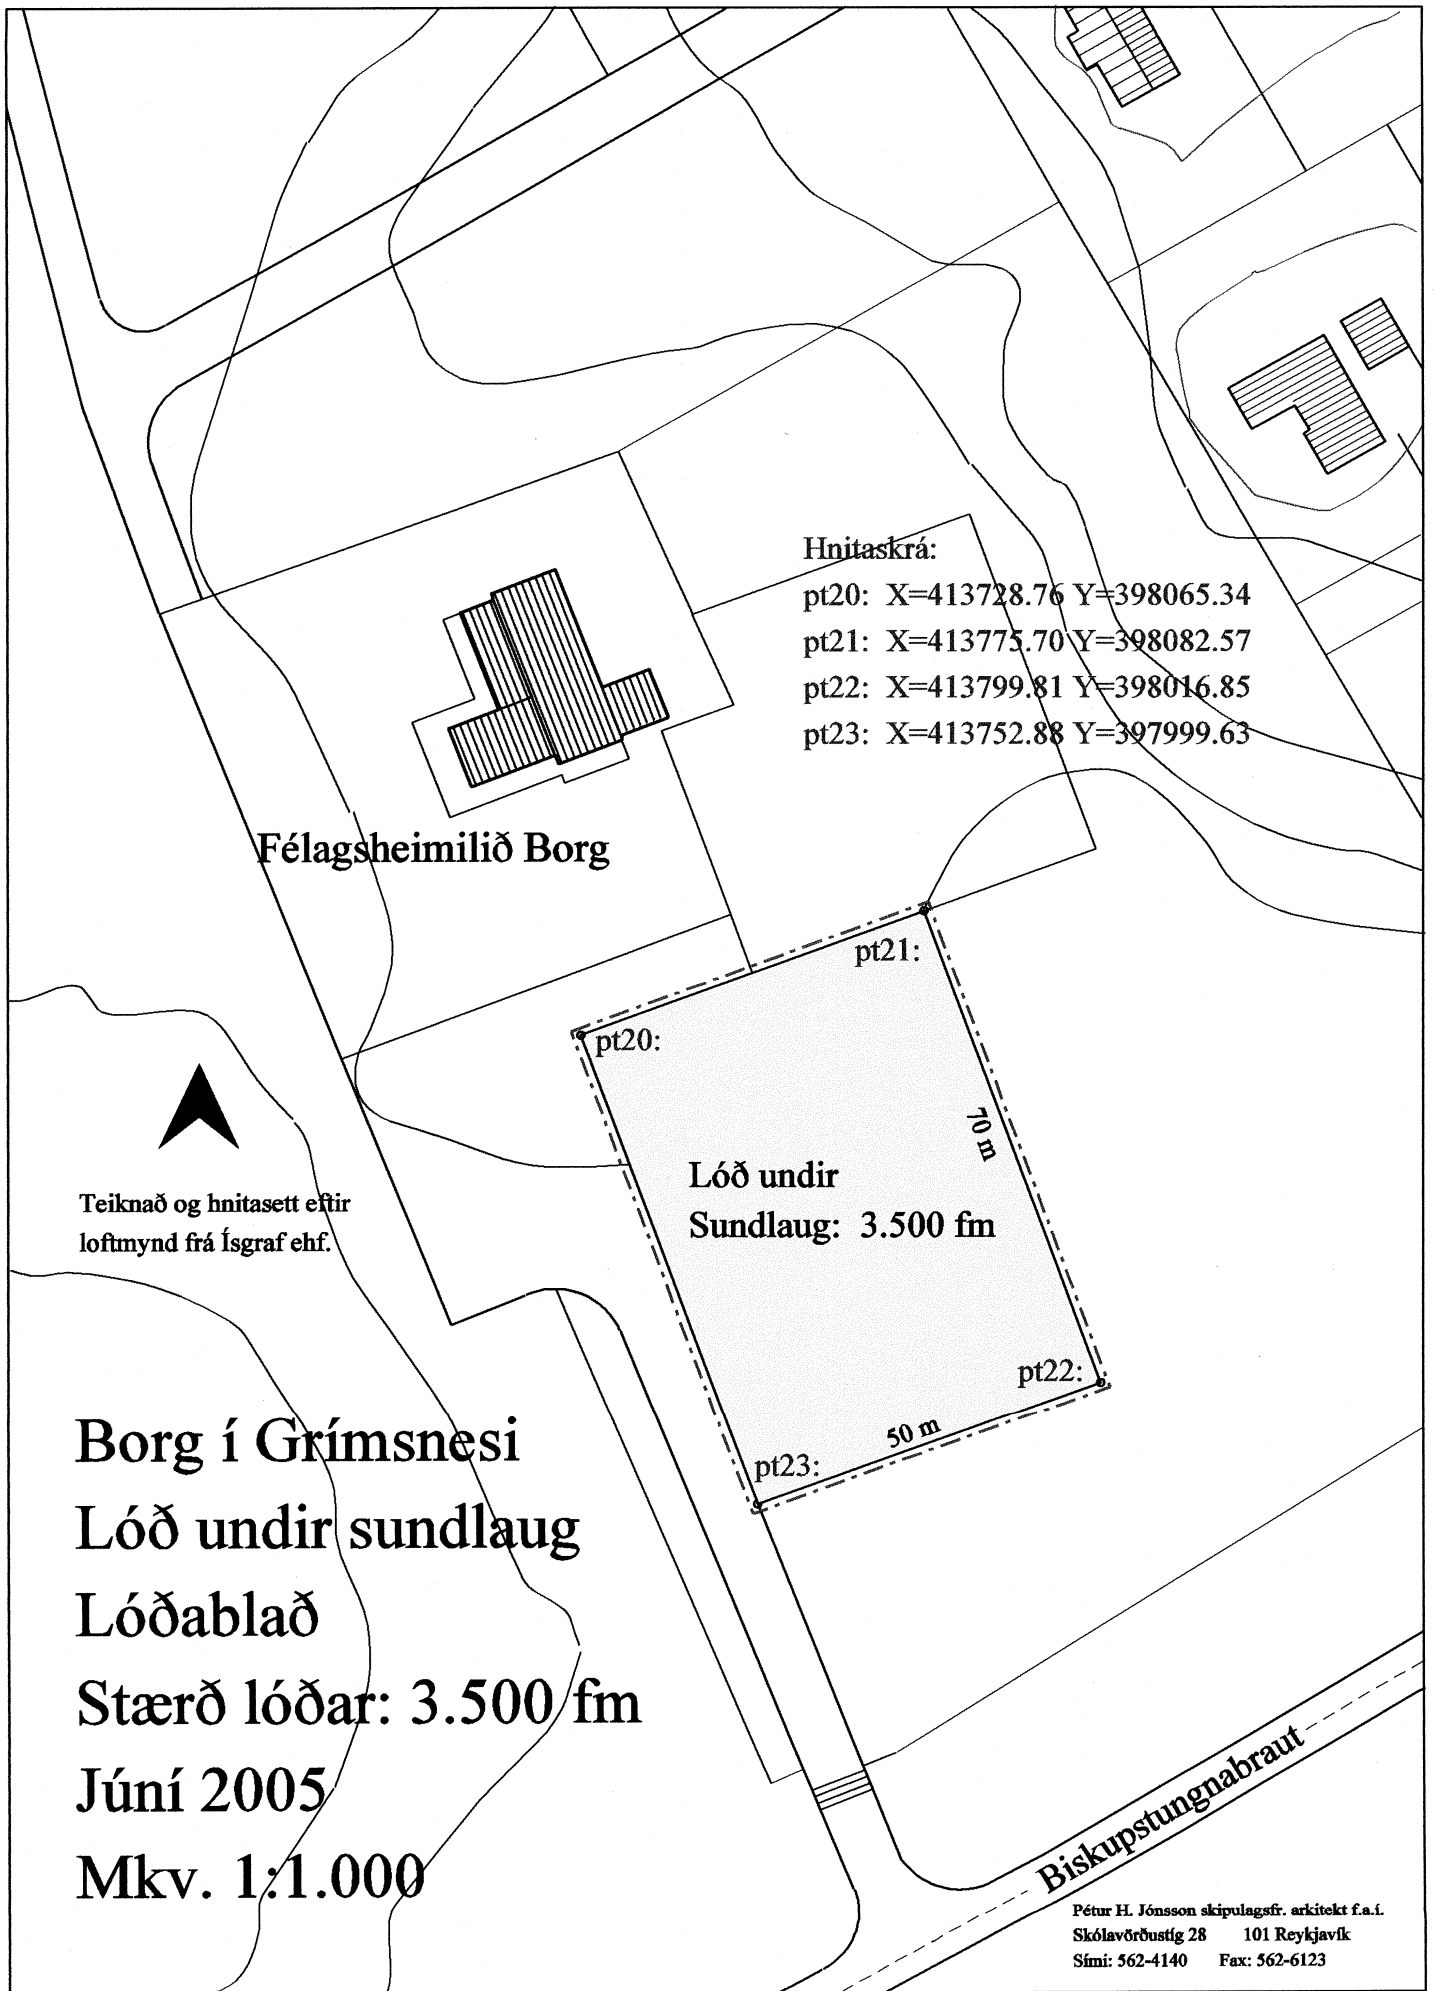 Hnitaskrá:
pt20: X=413728.76 Y=398065.34
pt21: X=413775.70 Y=398082.57
pt22: X=413799.81 Y=398016.85
pt23: X=413752.88 Y=397999.63
Félagsheimilið Borg
pt21:
pt20:
70 m
Lóð undir
Sundlaug: 3.500 fm
Teiknað og hnitasett eftir
loftmynd frá Ísgraf ehf.
pt22:
50 m
pt23:
Borg í Grímsnesi
Lóð undir sundlaug
Lóðablað
Stærð lóðar: 3.500 fm
Júní 2005
Mkv. 1:1.000
Biskupstungnabraut
Pétur H. Jónsson skipulagsfr. arkitekt f.a.í.
Skólavörðustíg 28 101 Reykjavík
Sími: 562-4140 Fax: 562-6123